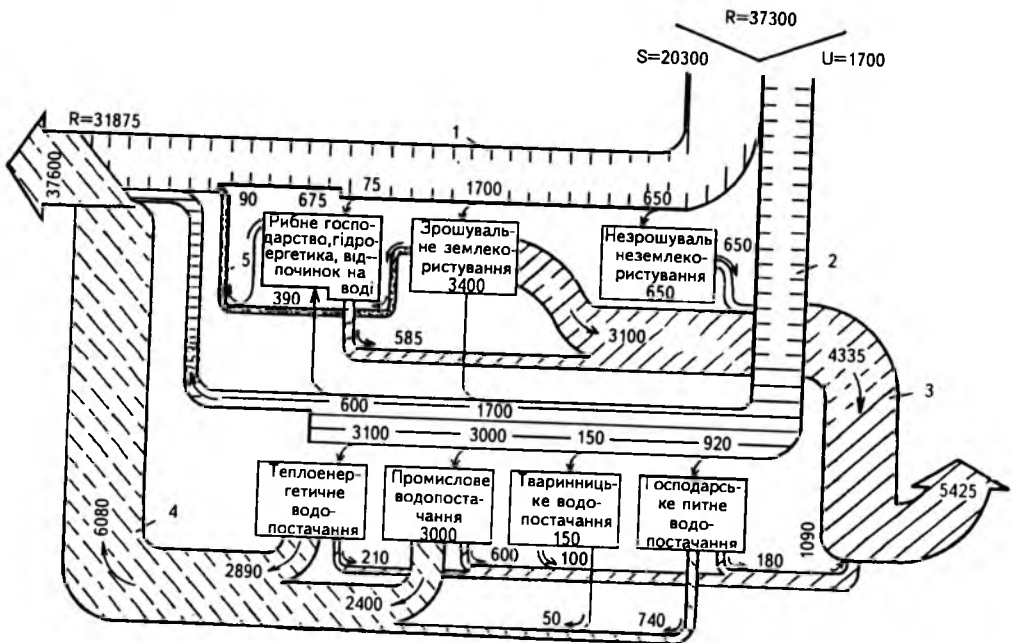 R=37300
S=20300
U=1700
R=31875
1
37600
90
675
75
1700
650
Рибне госпо-
дарство,гідро-
енергетика, від-
починок на
воді
Зрошуваль-
не землеко-
ристування
3400
Незрошуваль
неземлеко-
ристування
650
650
2
5
390
585
3100
4335
3
600
1700
3100
3000
150
920
Теплоенер-
гетичне
водо-
постачання
Промислове
водопоста-
чання
3000
Тваринниць-
ке водо-
постачання
150
Господарсь-
ке питне
водо-
постачання
5425
4
6080
210
600
100
180
1090
2890
2400
50
740